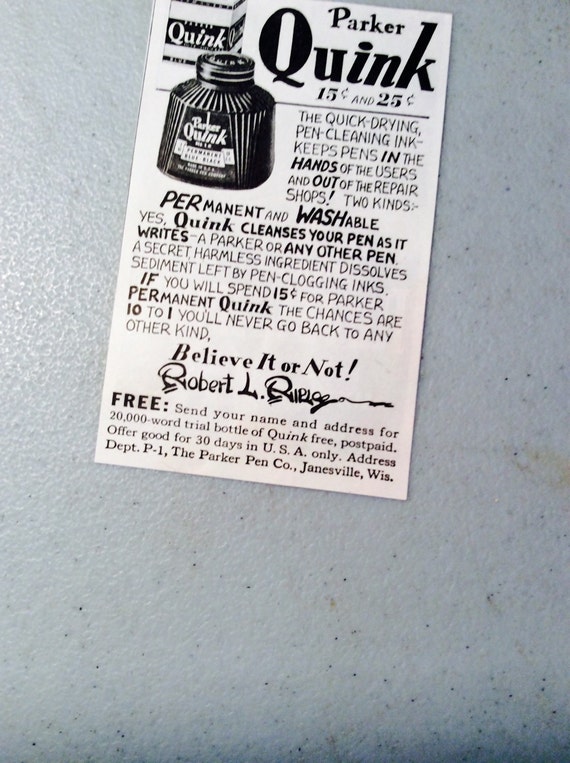 Quink
Parker
Quink
15¢ AND 25¢
Parker
Quink
PERMANENT
BLUE-BLACK
MADE IN U.S.A.
THE PARKER PEN COMPANY
THE QUICK-DRYING,
PEN-CLEANING INK-
KEEPS PENS IN THE
HANDS OF THE USERS
AND OUT OF THE REPAIR
SHOPS! TWO KINDS:-
PERMANENT AND WASHABLE
YES, Quink CLEANSES YOUR PEN AS IT
WRITES-A PARKER OR ANY OTHER PEN.
A SECRET, HARMLESS INGREDIENT DISSOLVES
SEDIMENT LEFT BY PEN-CLOGGING INKS.
IF YOU WILL SPEND 15¢ FOR PARKER
PERMANENT Quink THE CHANCES ARE
10 TO 1 YOU'LL NEVER GO BACK TO ANY
OTHER KIND,
Believe It or Not!
Robert L. Ripley
FREE: Send your name and address for
20,000-word trial bottle of Quink free, postpaid.
Offer good for 30 days in U. S. A. only. Address
Dept. P-1, The Parker Pen Co., Janesville, Wis.